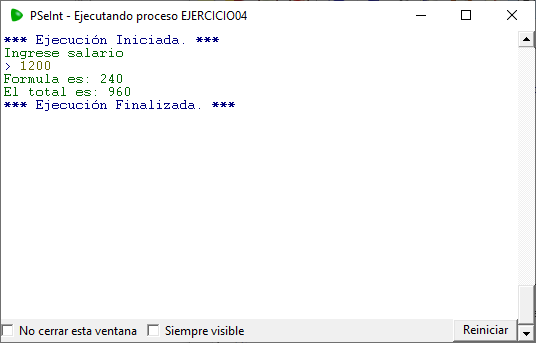 PSeInt - Ejecutando proceso EJERCICIO04
*** Ejecución Iniciada. ***
Ingrese salario
> 1200
Formula es: 240
El total es: 960
*** Ejecución Finalizada. ***
No cerrar esta ventana Siempre visible Reiniciar